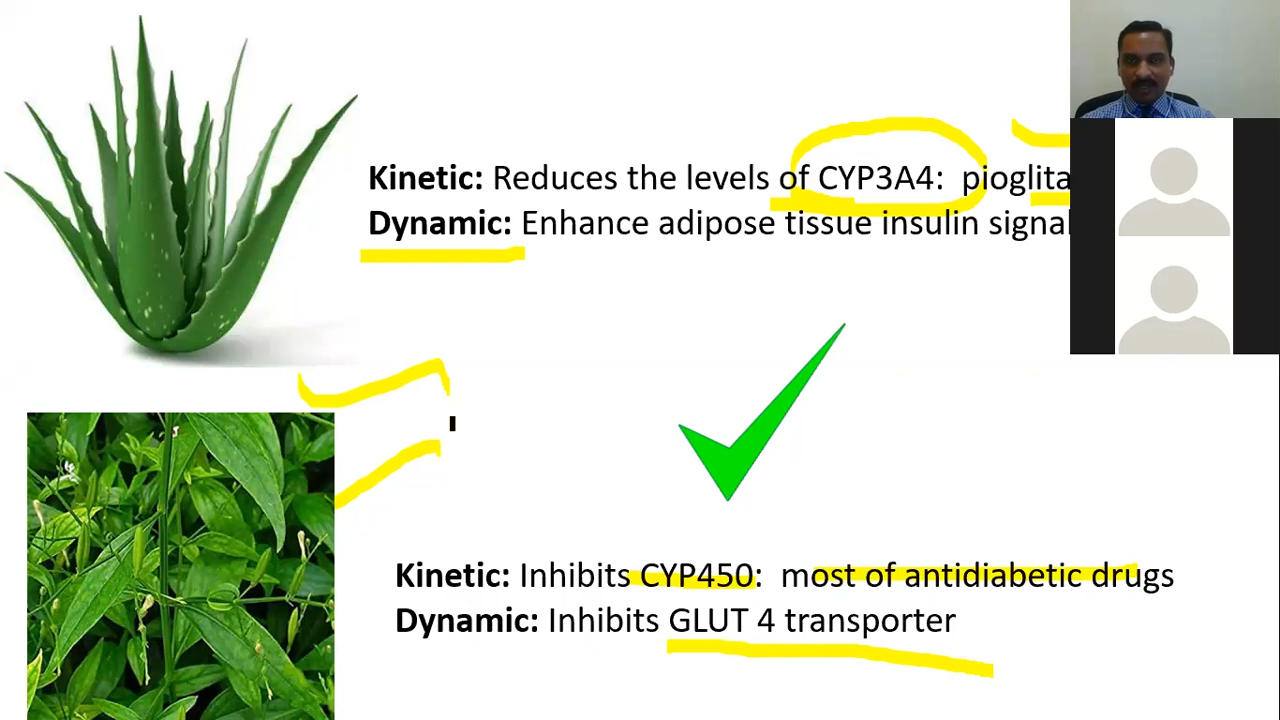 Kinetic: Reduces the levels of CYP3A4: pioglita
Dynamic: Enhance adipose tissue insulin signal
Kinetic: Inhibits CYP450: most of antidiabetic drugs
Dynamic: Inhibits GLUT 4 transporter